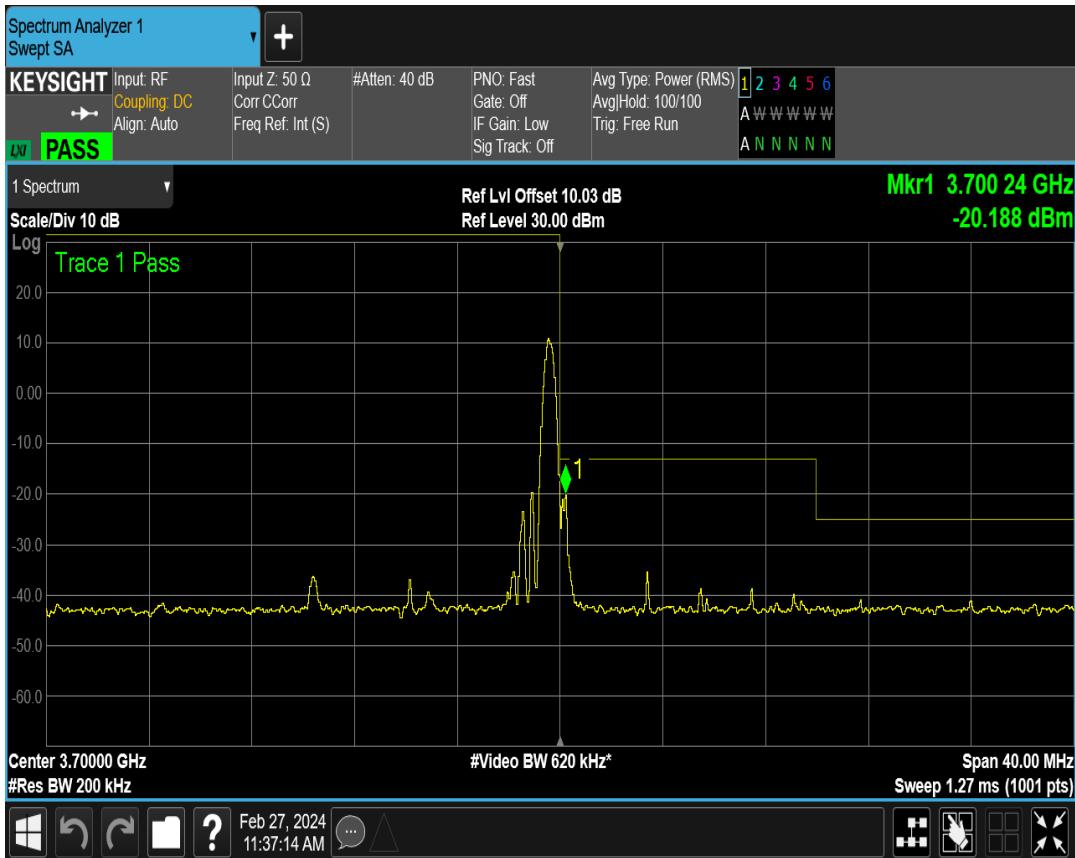 Spectrum Analyzer 1
Swept SA
+
KEYSIGHT
LXI PASS
Input: RF
Coupling: DC
Align: Auto
Input Z: 50 Ω
Corr CCorr
Freq Ref: Int (S)
#Atten: 40 dB
PNO: Fast
Gate: Off
IF Gain: Low
Sig Track: Off
Avg Type: Power (RMS)
Avg|Hold: 100/100
Trig: Free Run
1 2 3 4 5 6
A W W W W W
A N N N N N
1 Spectrum
Scale/Div 10 dB
Ref Lvl Offset 10.03 dB
Ref Level 30.00 dBm
Mkr1 3.700 24 GHz
-20.188 dBm
Log
Trace 1 Pass
20.0
10.0
0.00
-10.0
1
-20.0
-30.0
-40.0
-50.0
-60.0
Center 3.70000 GHz
#Res BW 200 kHz
#Video BW 620 kHz*
Span 40.00 MHz
Sweep 1.27 ms (1001 pts)
?
Feb 27, 2024
11:37:14 AM